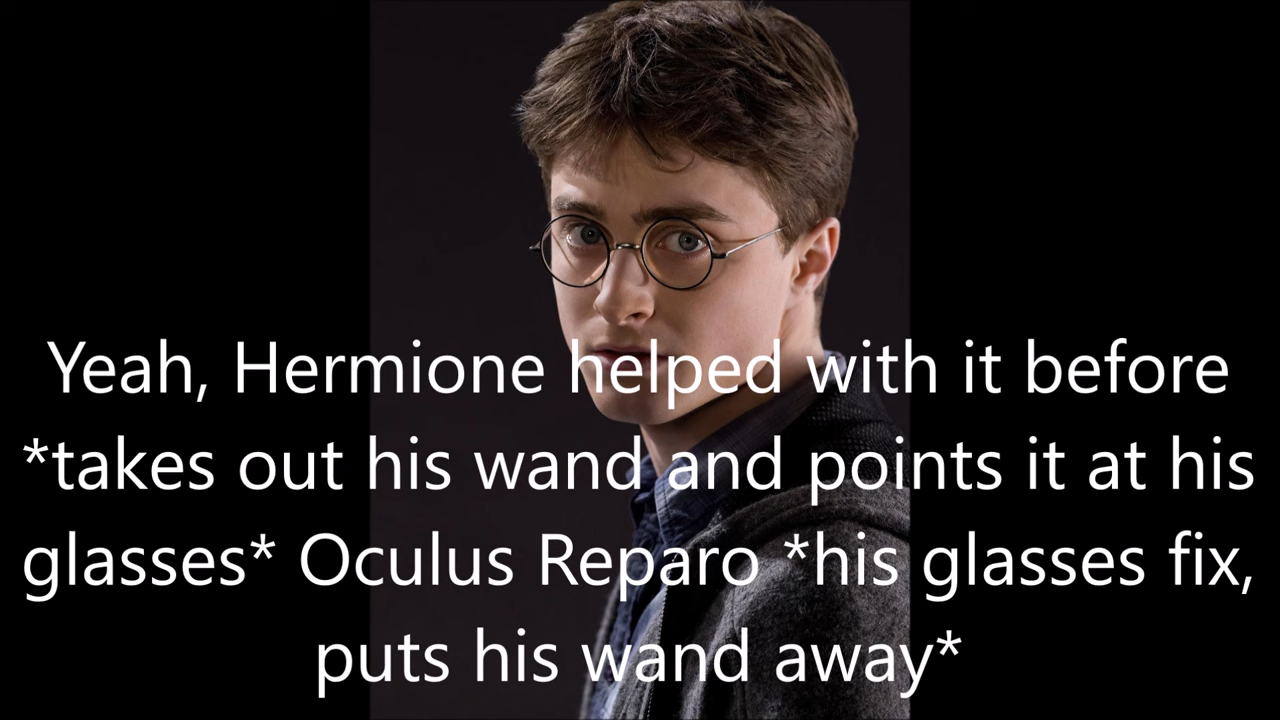 Yeah, Hermione helped with it before
*takes out his wand and points it at his
glasses* Oculus Reparo *his glasses fix,
puts his wand away*